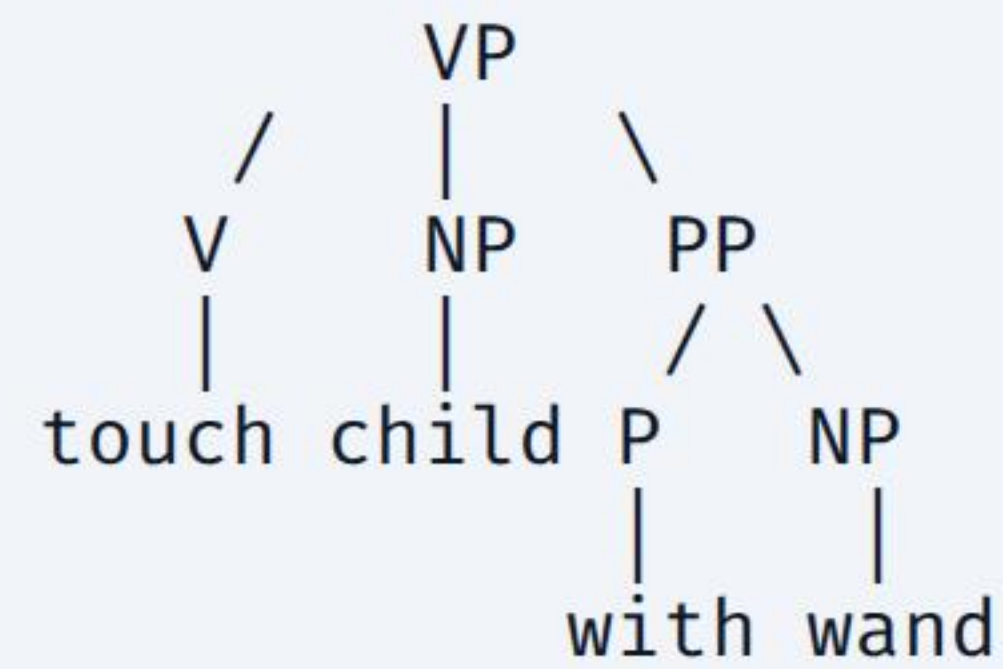 VP
/ | \
V NP PP
| | / \
touch child P NP
| |
with wand